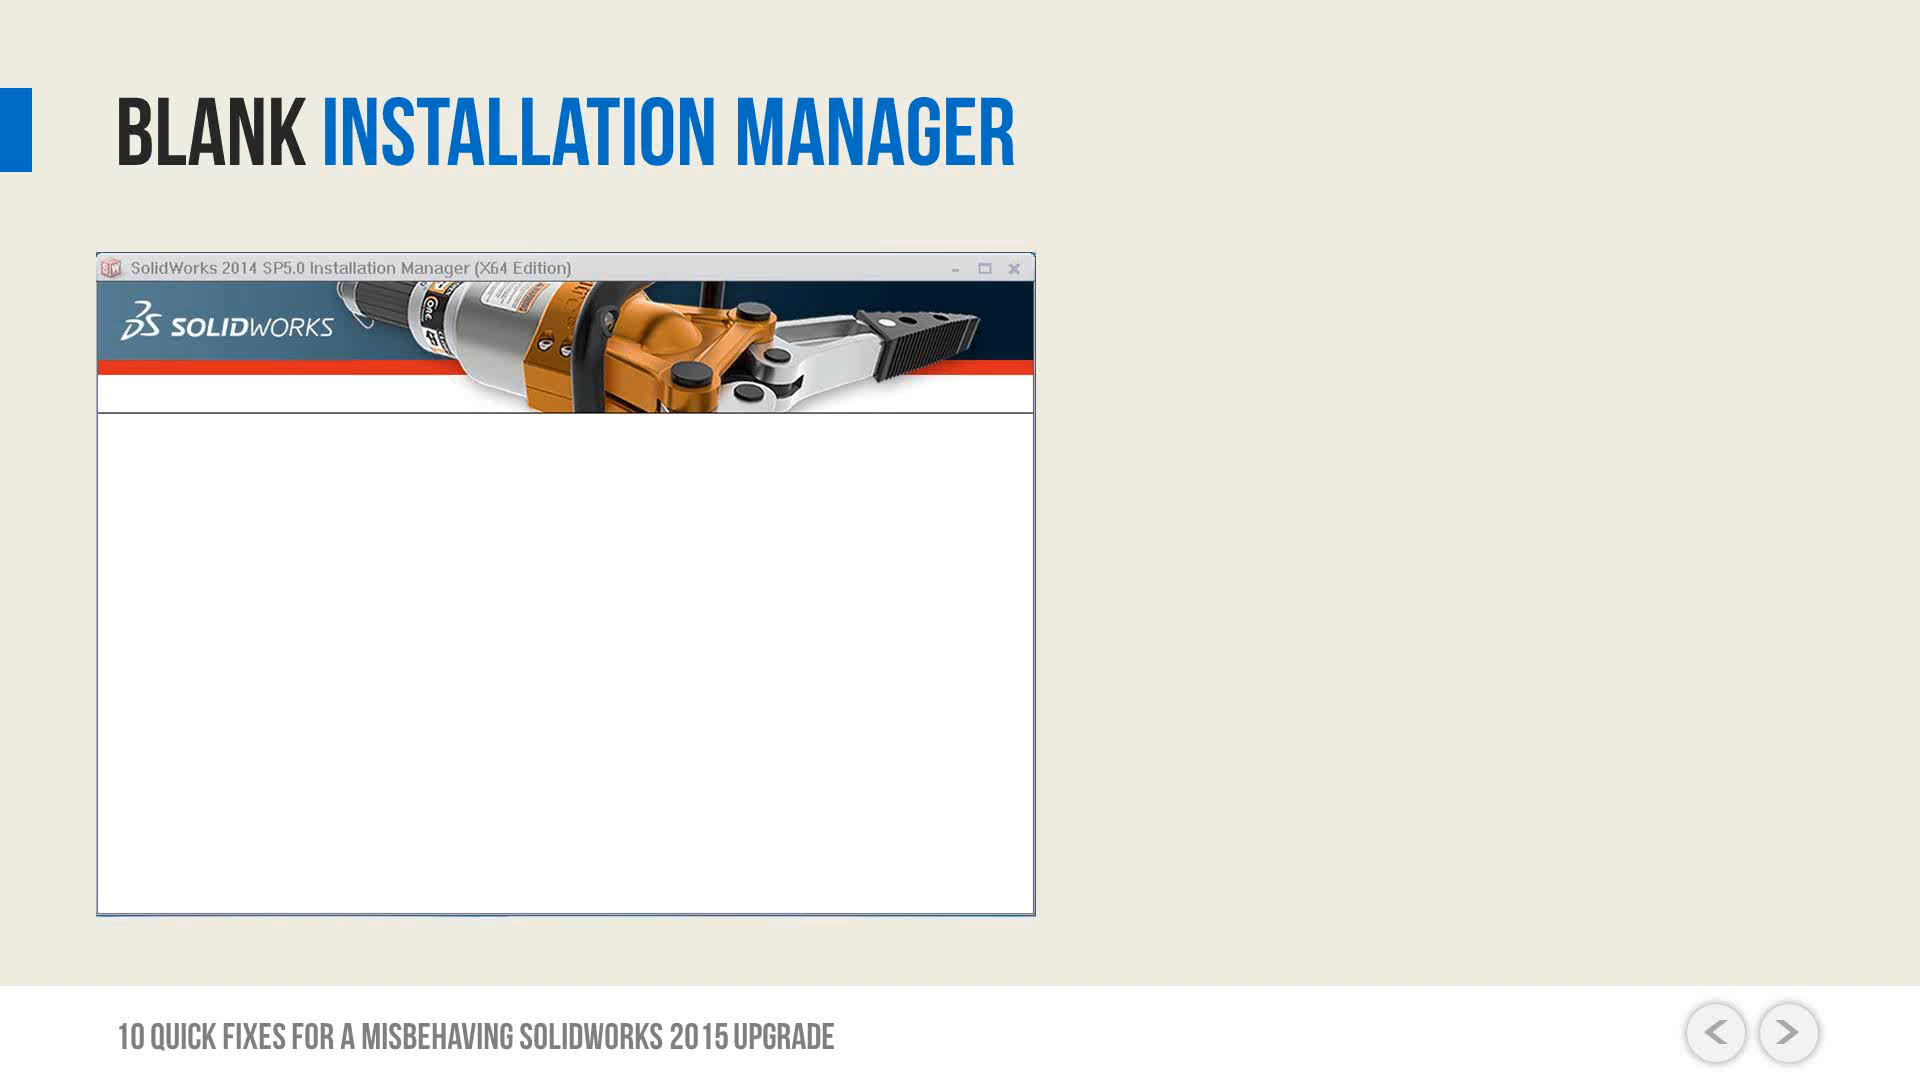 BLANK INSTALLATION MANAGER
SolidWorks 2014 SP5.0 Installation Manager (X64 Edition)
SOLIDWORKS
10 QUICK FIXES FOR A MISBEHAVING SOLIDWORKS 2015 UPGRADE